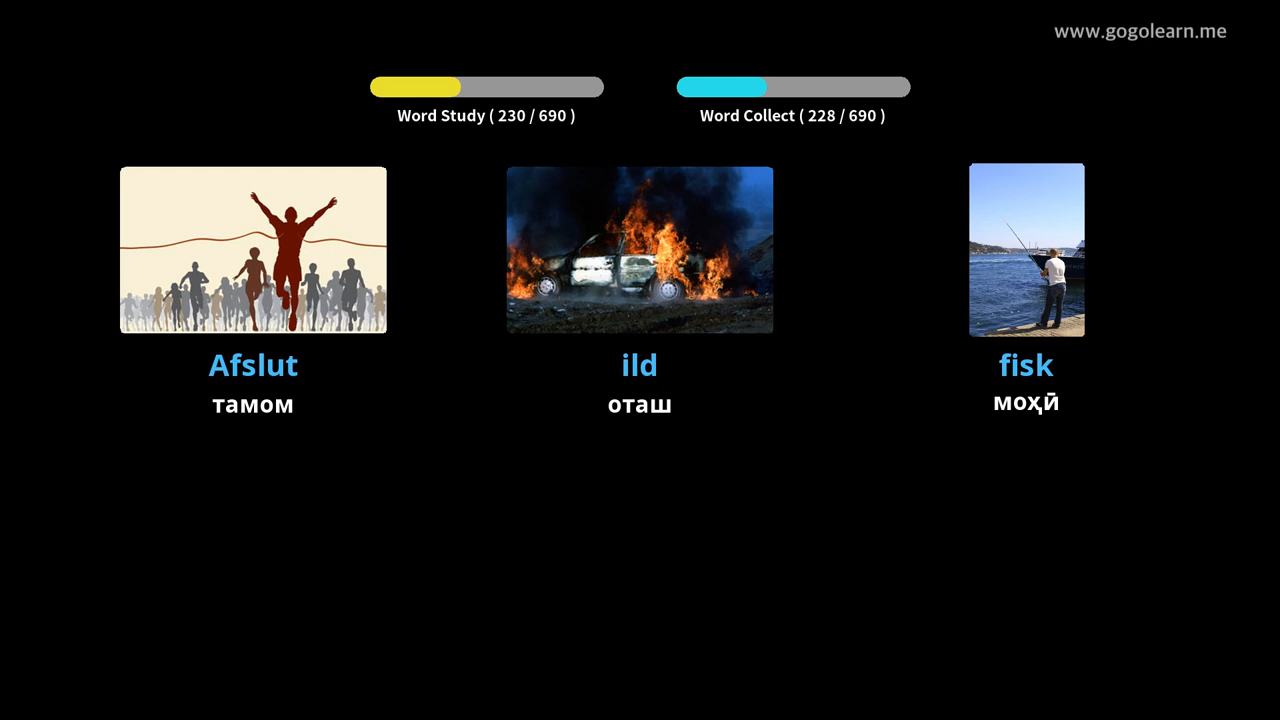 www.gogolearn.me
Word Study ( 230 / 690 )
Word Collect ( 228 / 690 )
Afslut
ild
fisk
тамом
оташ
моҳӣ